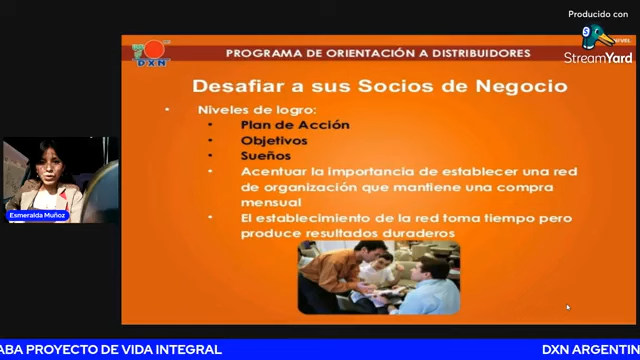 Producido con
StreamYard
DXN
PROGRAMA DE ORIENTACIÓN A DISTRIBUIDORES
Desafiar a sus Socios de Negocio
• Niveles de logro:
• Plan de Acción
• Objetivos
• Sueños
• Acentuar la importancia de establecer una red
de organización que mantiene una compra
mensual
• El establecimiento de la red toma tiempo pero
produce resultados duraderos
Esmeralda Muñoz
ABA PROYECTO DE VIDA INTEGRAL DXN ARGENTIN